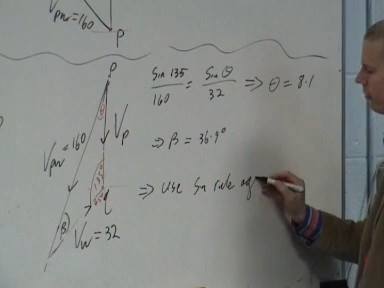 Vpw=160
P
P
Sin 135/160 = Sin θ/32 ⇒ θ = 8.1
θ
Vp
Vpw = 160
⇒ β = 36.9°
135
β
q
⇒ Use Sin rule ag
Vw = 32